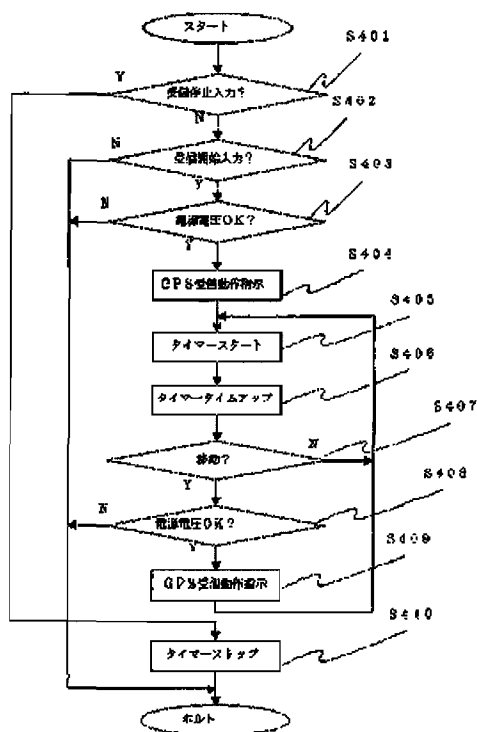 スタート
S401
Y
受信停止入力?
N
S402
N
受信開始入力?
Y
S403
N
電源電圧OK?
Y
S404
GPS受信動作指示
S405
タイマースタート
S406
タイマータイムアップ
S407
移動?
N
Y
S408
N
電源電圧OK?
Y
S409
GPS受信動作指示
S410
タイマーストップ
ホルト